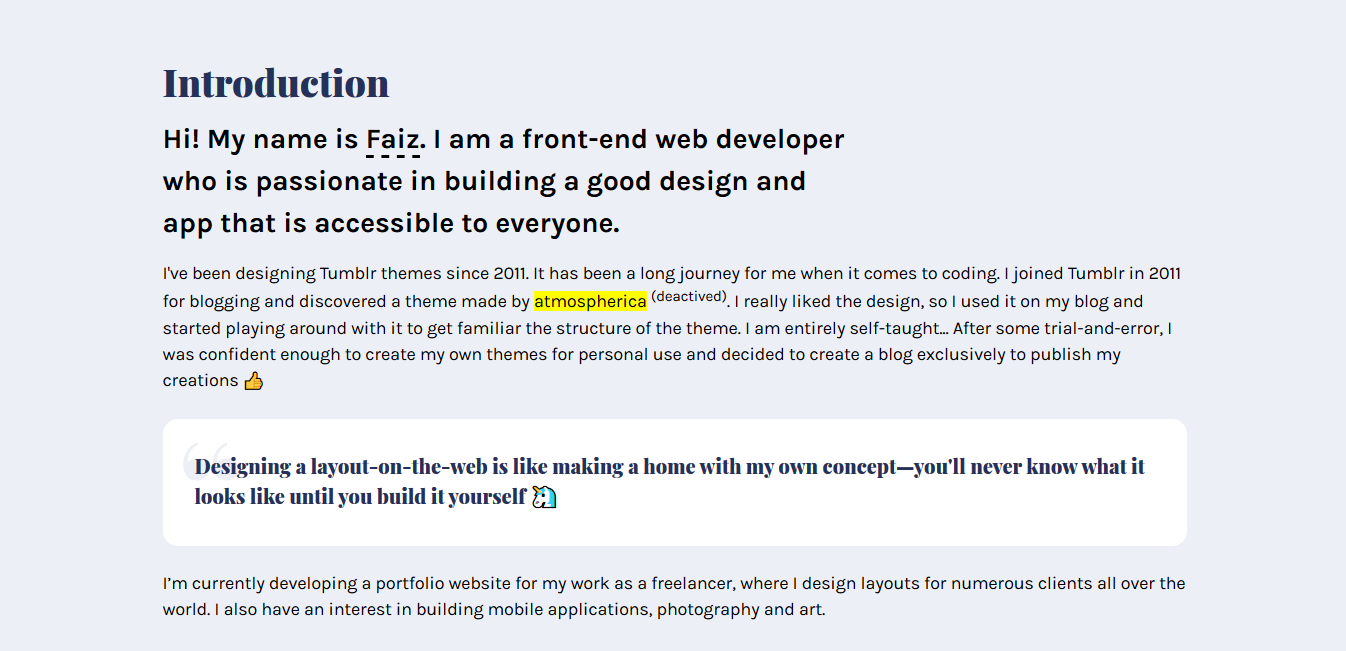 Introduction
Hi! My name is Faiz. I am a front-end web developer
who is passionate in building a good design and
app that is accessible to everyone.
I've been designing Tumblr themes since 2011. It has been a long journey for me when it comes to coding. I joined Tumblr in 2011
for blogging and discovered a theme made by atmospherica (deactived). I really liked the design, so I used it on my blog and
started playing around with it to get familiar the structure of the theme. I am entirely self-taught... After some trial-and-error, I
was confident enough to create my own themes for personal use and decided to create a blog exclusively to publish my
creations 👍
“Designing a layout-on-the-web is like making a home with my own concept—you'll never know what it
looks like until you build it yourself 🦄
I’m currently developing a portfolio website for my work as a freelancer, where I design layouts for numerous clients all over the
world. I also have an interest in building mobile applications, photography and art.